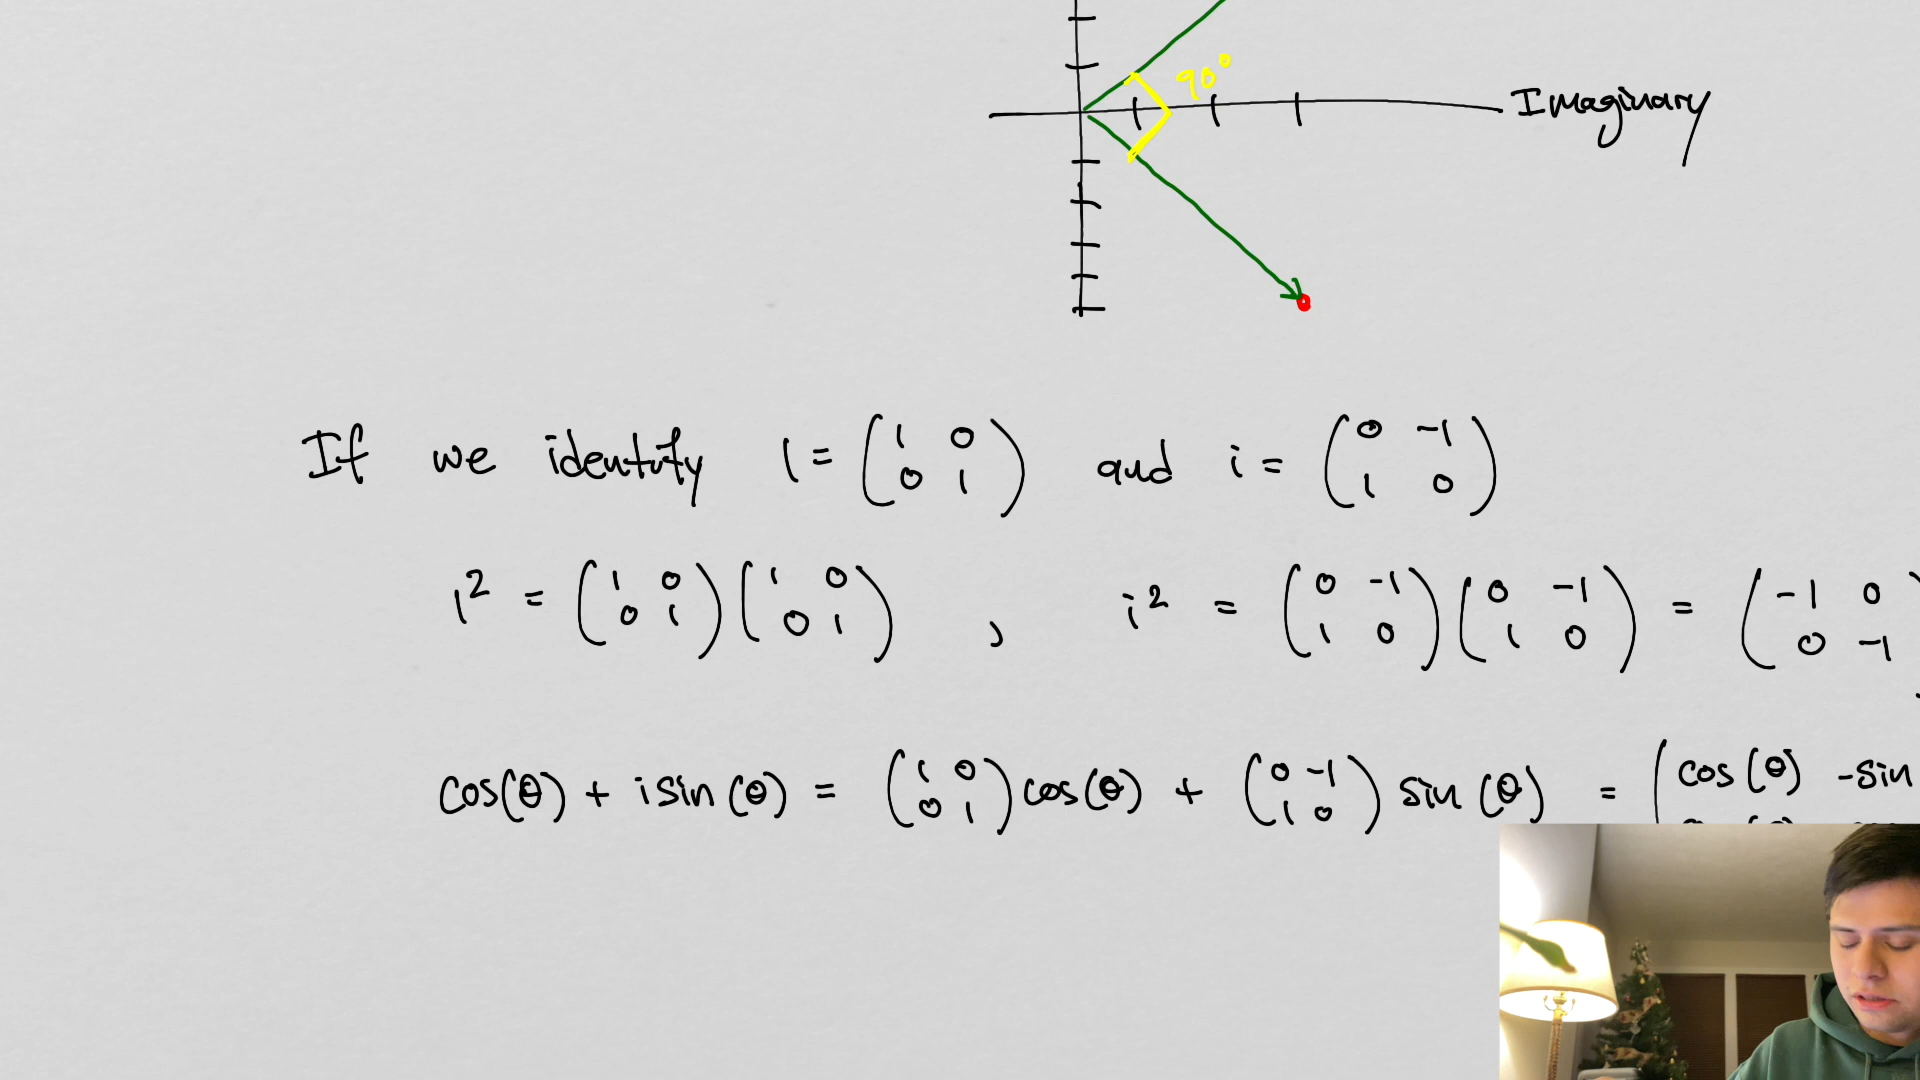 90°
Imaginary
If we identify 1 = (1 0; 0 1) and i = (0 -1; 1 0)
1² = (1 0; 0 1)(1 0; 0 1) , i² = (0 -1; 1 0)(0 -1; 1 0) = (-1 0; 0 -1
cos(θ) + isin(θ) = (1 0; 0 1) cos(θ) + (0 -1; 1 0) sin(θ) = (cos(θ) -sin